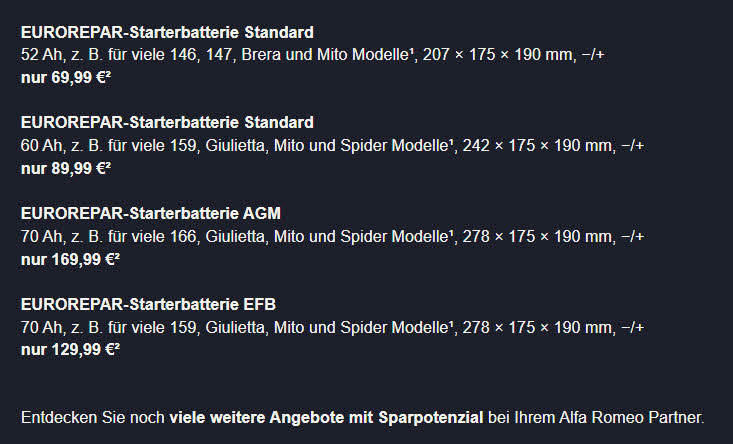 EUROREPAR-Starterbatterie Standard
52 Ah, z. B. für viele 146, 147, Brera und Mito Modelle¹, 207 × 175 × 190 mm, −/+
nur 69,99 €²
EUROREPAR-Starterbatterie Standard
60 Ah, z. B. für viele 159, Giulietta, Mito und Spider Modelle¹, 242 × 175 × 190 mm, −/+
nur 89,99 €²
EUROREPAR-Starterbatterie AGM
70 Ah, z. B. für viele 166, Giulietta, Mito und Spider Modelle¹, 278 × 175 × 190 mm, −/+
nur 169,99 €²
EUROREPAR-Starterbatterie EFB
70 Ah, z. B. für viele 159, Giulietta, Mito und Spider Modelle¹, 278 × 175 × 190 mm, −/+
nur 129,99 €²
Entdecken Sie noch viele weitere Angebote mit Sparpotenzial bei Ihrem Alfa Romeo Partner.